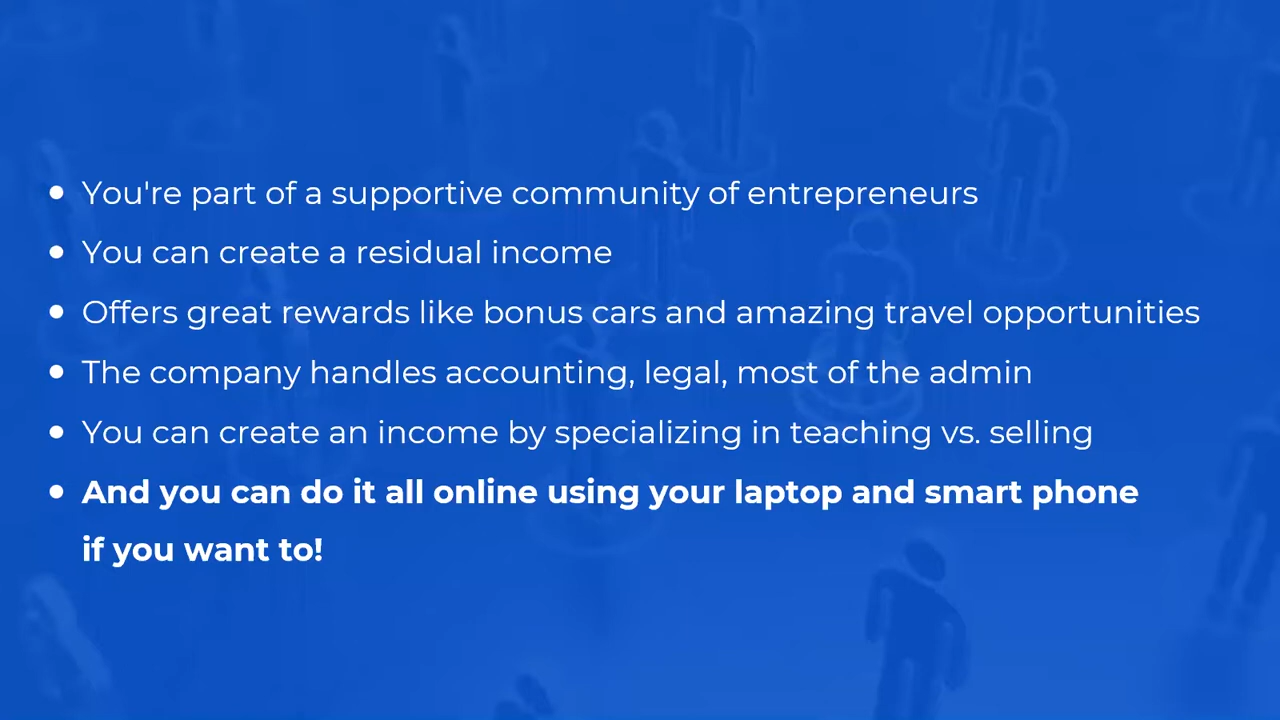 • You're part of a supportive community of entrepreneurs
• You can create a residual income
• Offers great rewards like bonus cars and amazing travel opportunities
• The company handles accounting, legal, most of the admin
• You can create an income by specializing in teaching vs. selling
• And you can do it all online using your laptop and smart phone
if you want to!